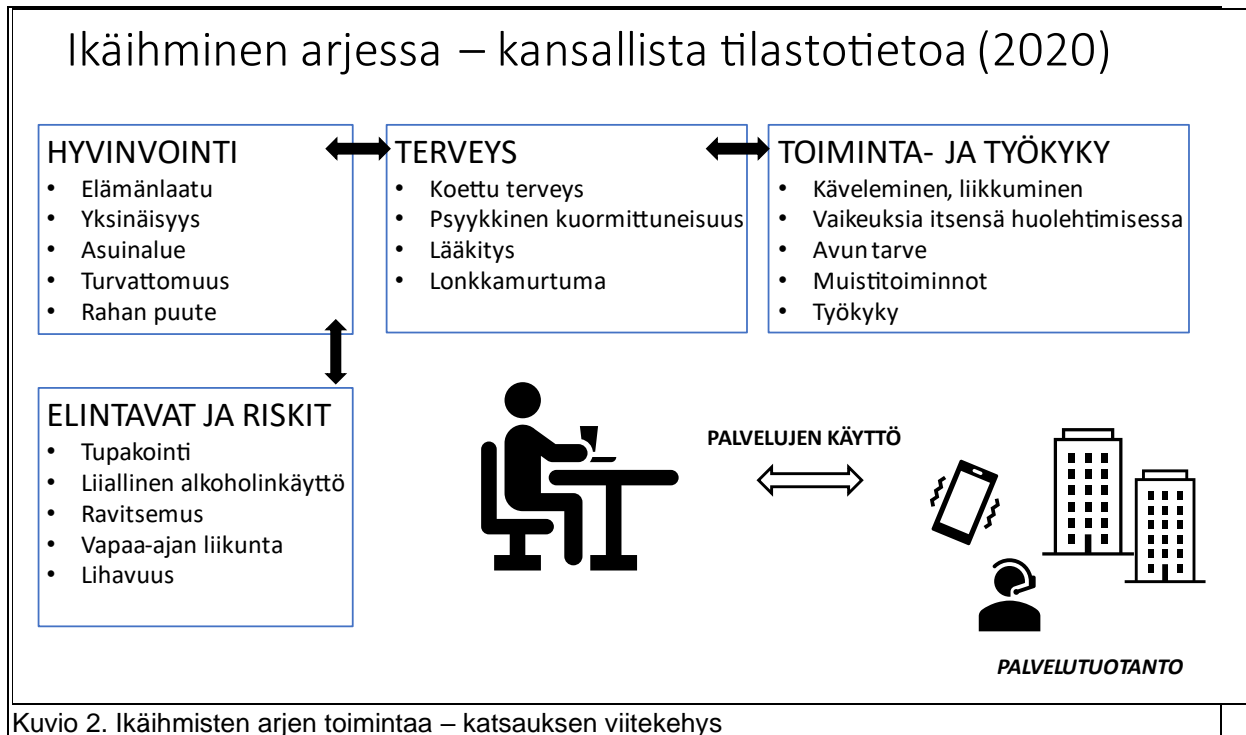 Ikäihminen arjessa – kansallista tilastotietoa (2020)
HYVINVOINTI
• Elämänlaatu
• Yksinäisyys
• Asuinalue
• Turvattomuus
• Rahan puute
TERVEYS
• Koettu terveys
• Psyykkinen kuormittuneisuus
• Lääkitys
• Lonkkamurtuma
TOIMINTA- JA TYÖKYKY
• Käveleminen, liikkuminen
• Vaikeuksia itsensä huolehtimisessa
• Avun tarve
• Muistitoiminnot
• Työkyky
ELINTAVAT JA RISKIT
• Tupakointi
• Liiallinen alkoholinkäyttö
• Ravitsemus
• Vapaa-ajan liikunta
• Lihavuus
PALVELUJEN KÄYTTÖ
PALVELUTUOTANTO
Kuvio 2. Ikäihmisten arjen toimintaa – katsauksen viitekehys